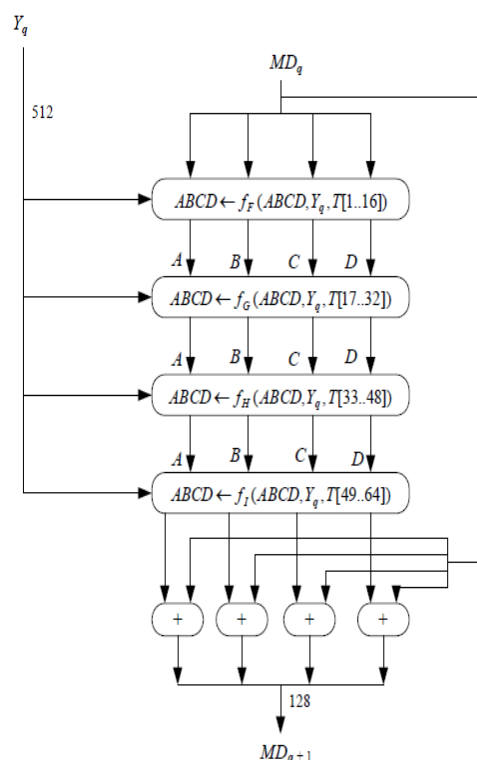 Y_q
MD_q
512
ABCD ← f_F (ABCD, Y_q, T[1..16])
A B C D
ABCD ← f_G (ABCD, Y_q, T[17..32])
A B C D
ABCD ← f_H (ABCD, Y_q, T[33..48])
A B C D
ABCD ← f_I (ABCD, Y_q, T[49..64])
+ + + +
128
MD_{q+1}